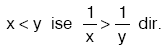 x < y ise 1/x > 1/y dir.